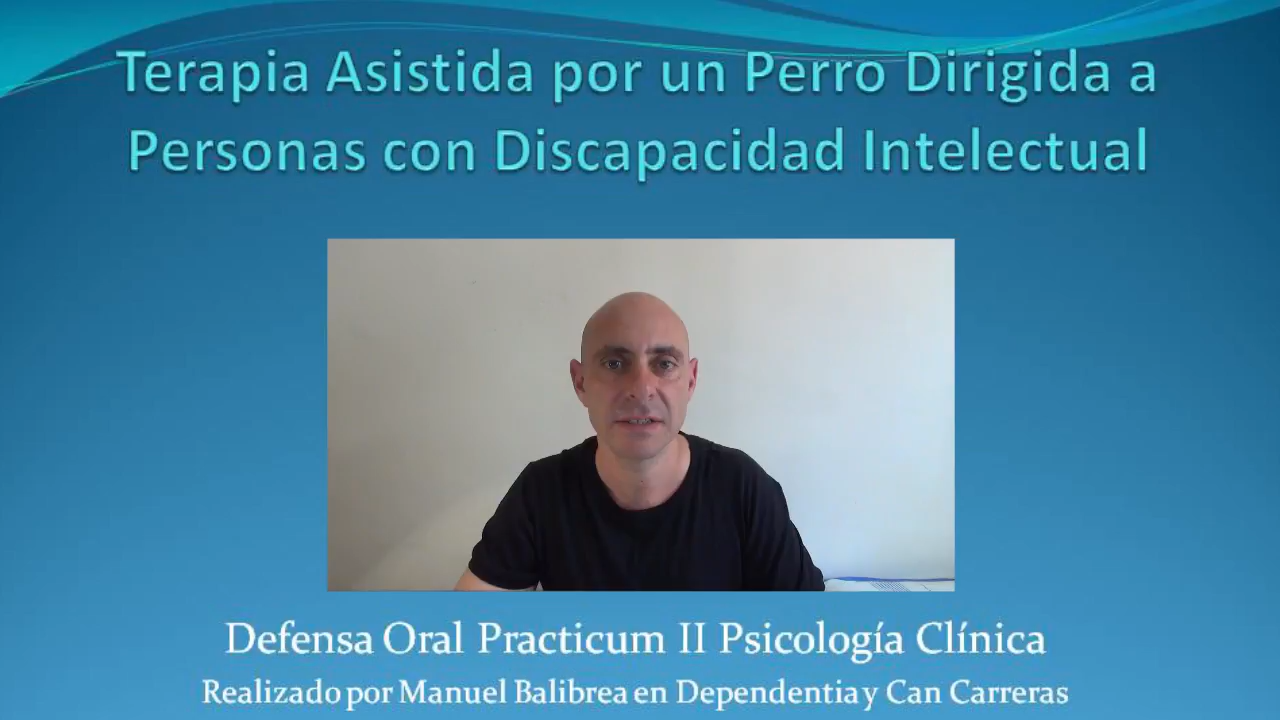 Terapia Asistida por un Perro Dirigida a
Personas con Discapacidad Intelectual
Defensa Oral Practicum II Psicología Clínica
Realizado por Manuel Balibrea en Dependentia y Can Carreras